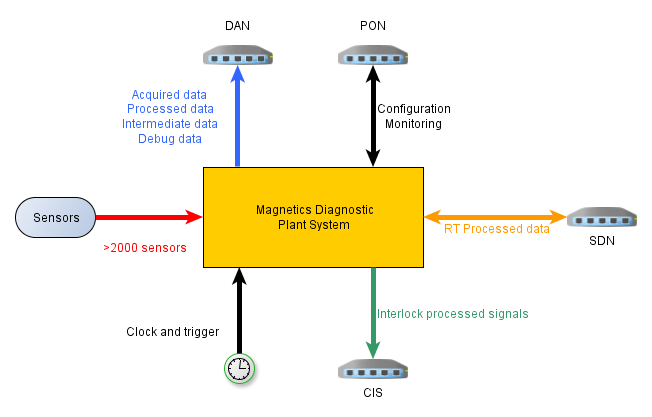 DAN
PON
Acquired data
Processed data
Intermediate data
Debug data
Configuration
Monitoring
Magnetics Diagnostic
Plant System
Sensors
>2000 sensors
RT Processed data
SDN
Interlock processed signals
Clock and trigger
CIS